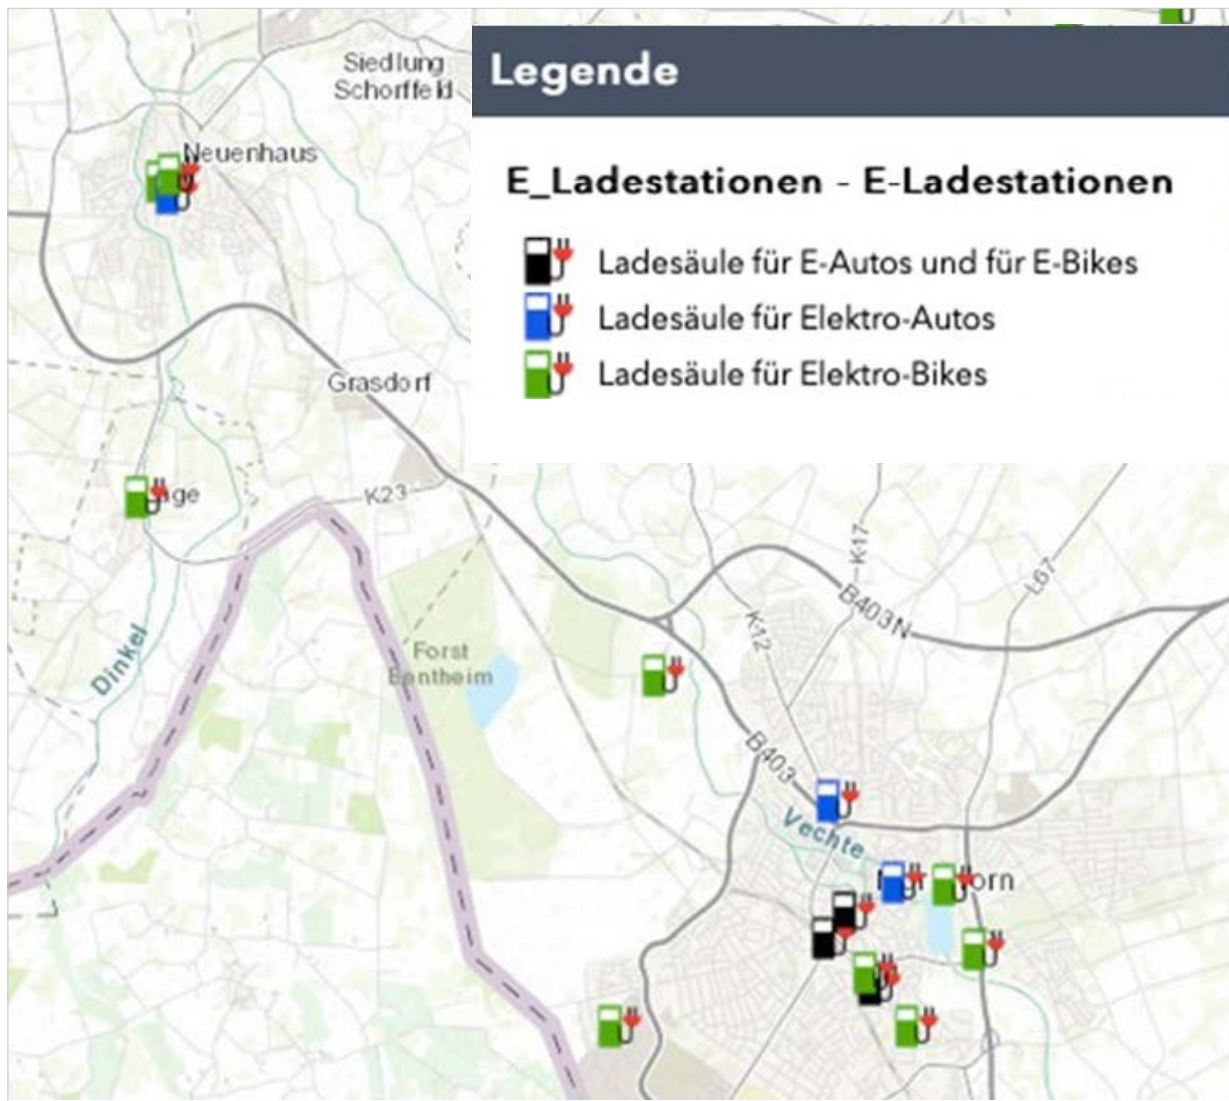 Siedlung
Schorffeld
Legende
Neuenhaus
E_Ladestationen - E-Ladestationen
Ladesäule für E-Autos und für E-Bikes
Ladesäule für Elektro-Autos
Ladesäule für Elektro-Bikes
Grasdorf
K23
K17
L67
B403N
K12
Dinkel
Forst
Bentheim
B403
Vechte